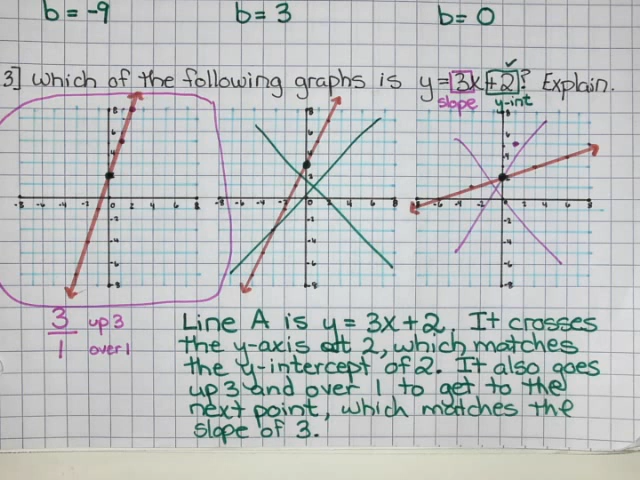 b = -9 b = 3 b = 0
3] Which of the following graphs is y = 3x + 2? Explain.
slope y-int
3 up 3
1 over 1
Line A is y = 3x + 2. It crosses
the y-axis at 2, which matches
the y-intercept of 2. It also goes
up 3 and over 1 to get to the
next point, which matches the
slope of 3.